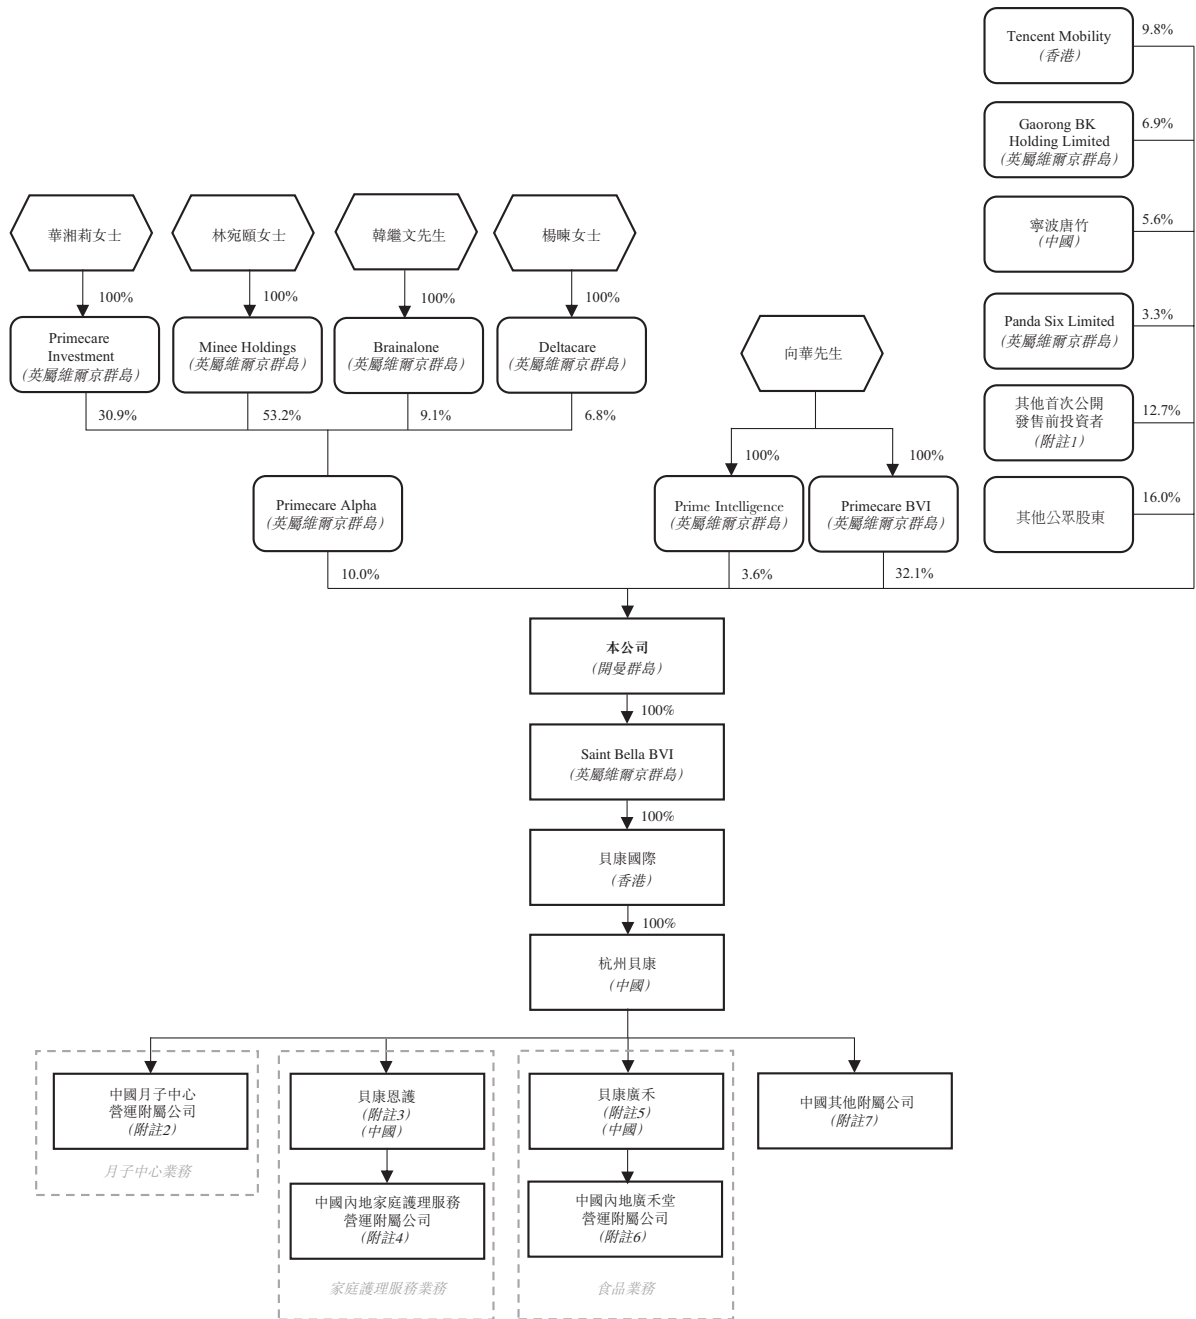 Tencent Mobility
(香港)
9.8%
Gaorong BK
Holding Limited
(英屬維爾京群島)
6.9%
寧波唐竹
(中國)
5.6%
Panda Six Limited
(英屬維爾京群島)
3.3%
其他首次公開
發售前投資者
(附註1)
12.7%
其他公眾股東
16.0%
華湘莉女士
林宛頤女士
韓繼文先生
楊暕女士
100%
100%
100%
100%
Primecare
Investment
(英屬維爾京群島)
Minee Holdings
(英屬維爾京群島)
Brainalone
(英屬維爾京群島)
Deltacare
(英屬維爾京群島)
30.9%
53.2%
9.1%
6.8%
向華先生
100%
100%
Primecare Alpha
(英屬維爾京群島)
Prime Intelligence
(英屬維爾京群島)
Primecare BVI
(英屬維爾京群島)
10.0%
3.6%
32.1%
本公司
(開曼群島)
100%
Saint Bella BVI
(英屬維爾京群島)
100%
貝康國際
(香港)
100%
杭州貝康
(中國)
中國月子中心
營運附屬公司
(附註2)
月子中心業務
貝康恩護
(附註3)
(中國)
中國內地家庭護理服務
營運附屬公司
(附註4)
家庭護理服務業務
貝康廣禾
(附註5)
(中國)
中國內地廣禾堂
營運附屬公司
(附註6)
食品業務
中國其他附屬公司
(附註7)